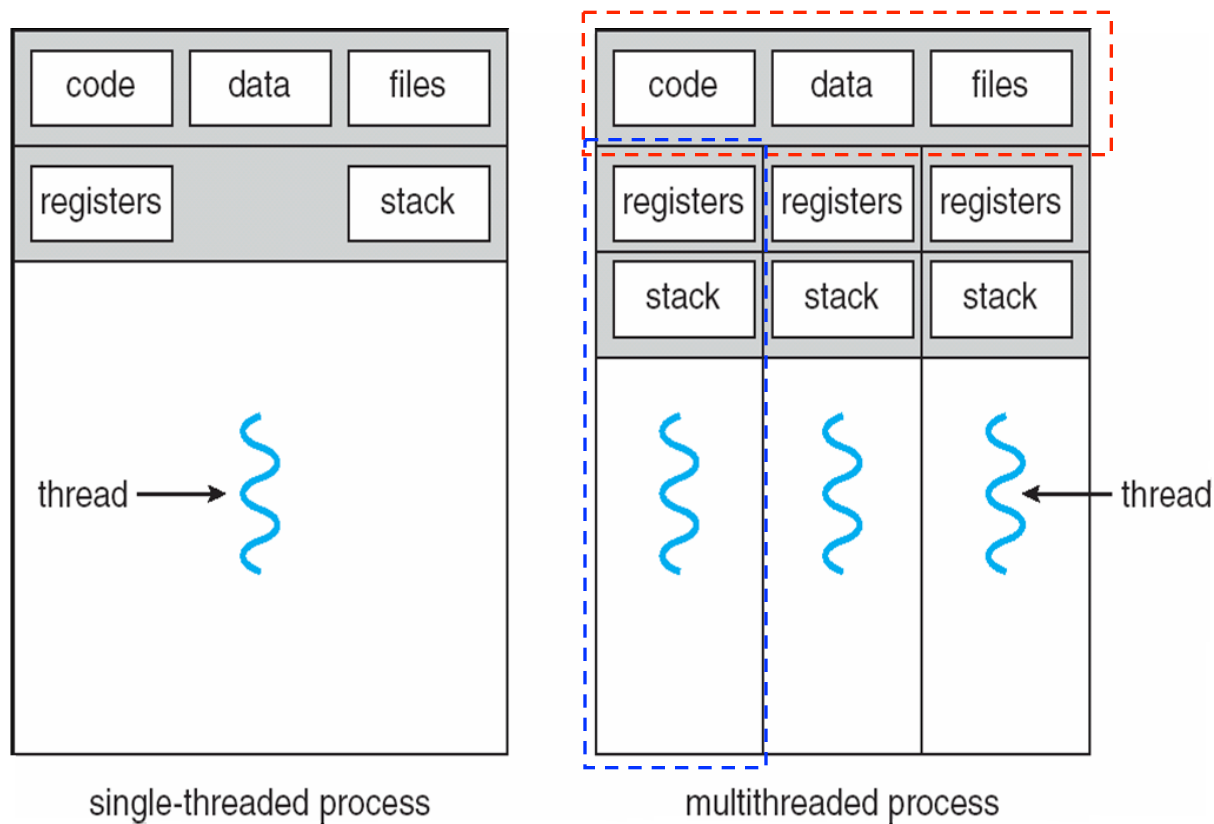 code data files code data files
registers stack registers registers registers
stack stack stack
thread thread
single-threaded process multithreaded process